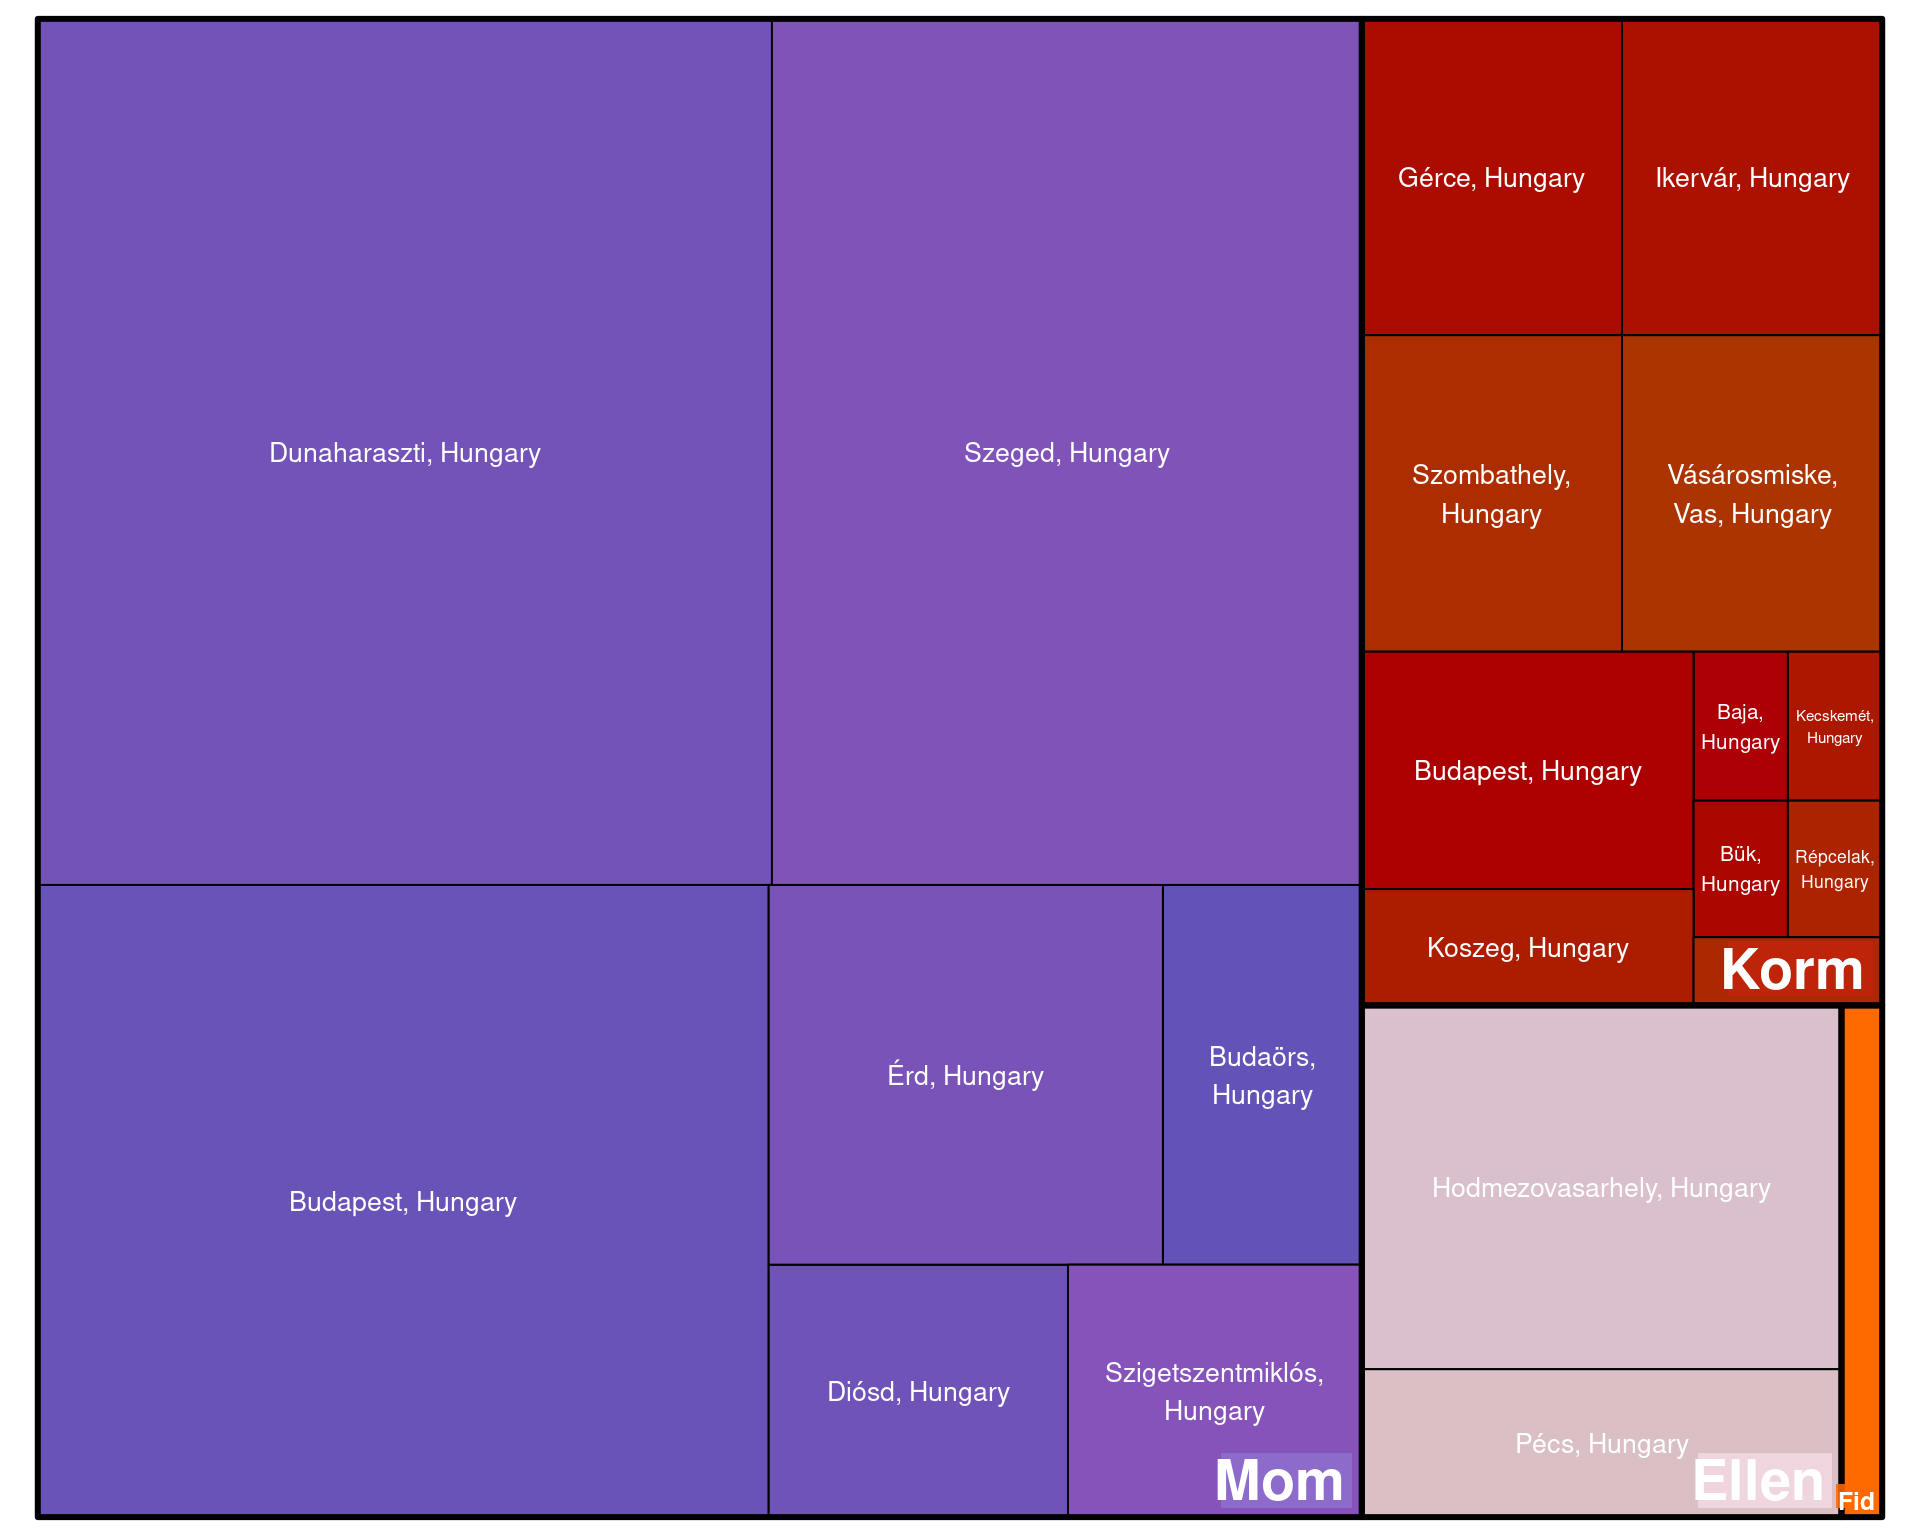 Dunaharaszti, Hungary
Szeged, Hungary
Budapest, Hungary
Érd, Hungary
Budaörs,
Hungary
Diósd, Hungary
Szigetszentmiklós,
Hungary
Mom
Gérce, Hungary
Ikervár, Hungary
Szombathely,
Hungary
Vásárosmiske,
Vas, Hungary
Budapest, Hungary
Baja,
Hungary
Kecskemét,
Hungary
Bük,
Hungary
Répcelak,
Hungary
Koszeg, Hungary
Korm
Hodmezovasarhely, Hungary
Pécs, Hungary
Ellen
Fid